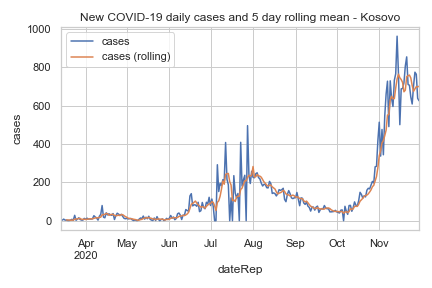 New COVID-19 daily cases and 5 day rolling mean - Kosovo
cases
cases (rolling)
1000
800
600
400
200
0
cases
Apr
2020
May
Jun
Jul
Aug
Sep
Oct
Nov
dateRep